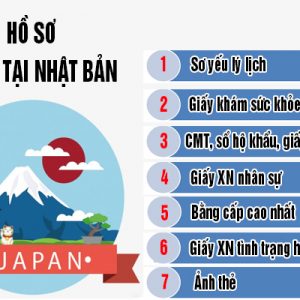 HỒ SƠ
TẠI NHẬT BẢN
JAPAN
1 Sơ yếu lý lịch
2 Giấy khám sức khỏe
3 CMT, sổ hộ khẩu, giấ
4 Giấy XN nhân sự
5 Bằng cấp cao nhất
6 Giấy XN tình trạng h
7 Ảnh thẻ